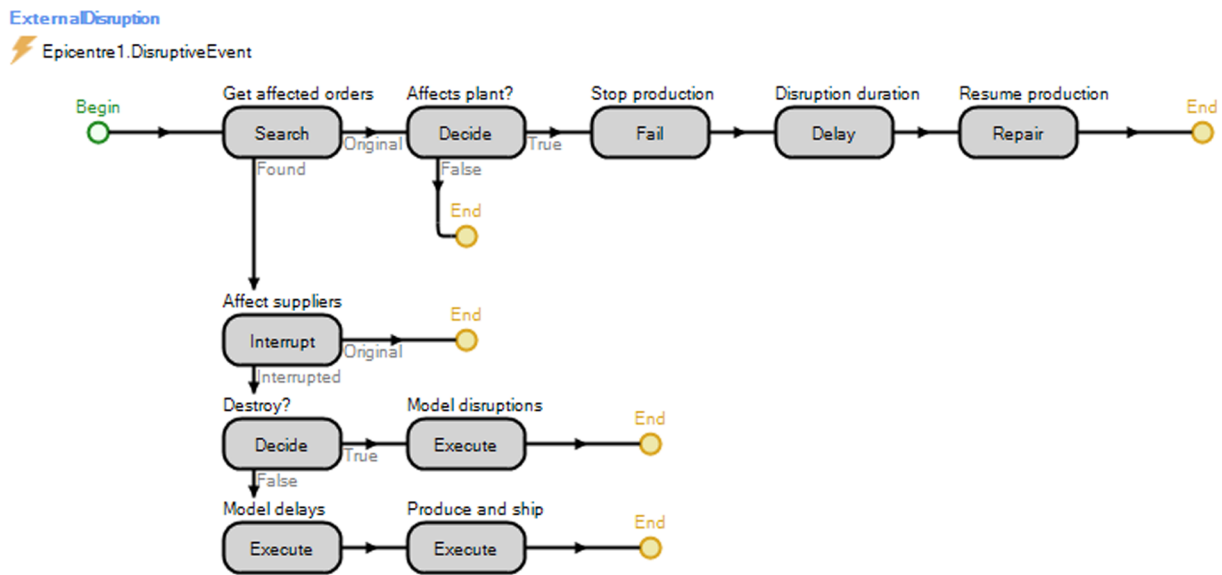 ExternalDisruption
Epicentre1.DisruptiveEvent
Begin
Get affected orders
Search
Original
Found
Affects plant?
Decide
True
False
End
Stop production
Fail
Disruption duration
Delay
Resume production
Repair
End
Affect suppliers
Interrupt
Original
Interrupted
End
Destroy?
Decide
True
False
Model disruptions
Execute
End
Model delays
Execute
Produce and ship
Execute
End